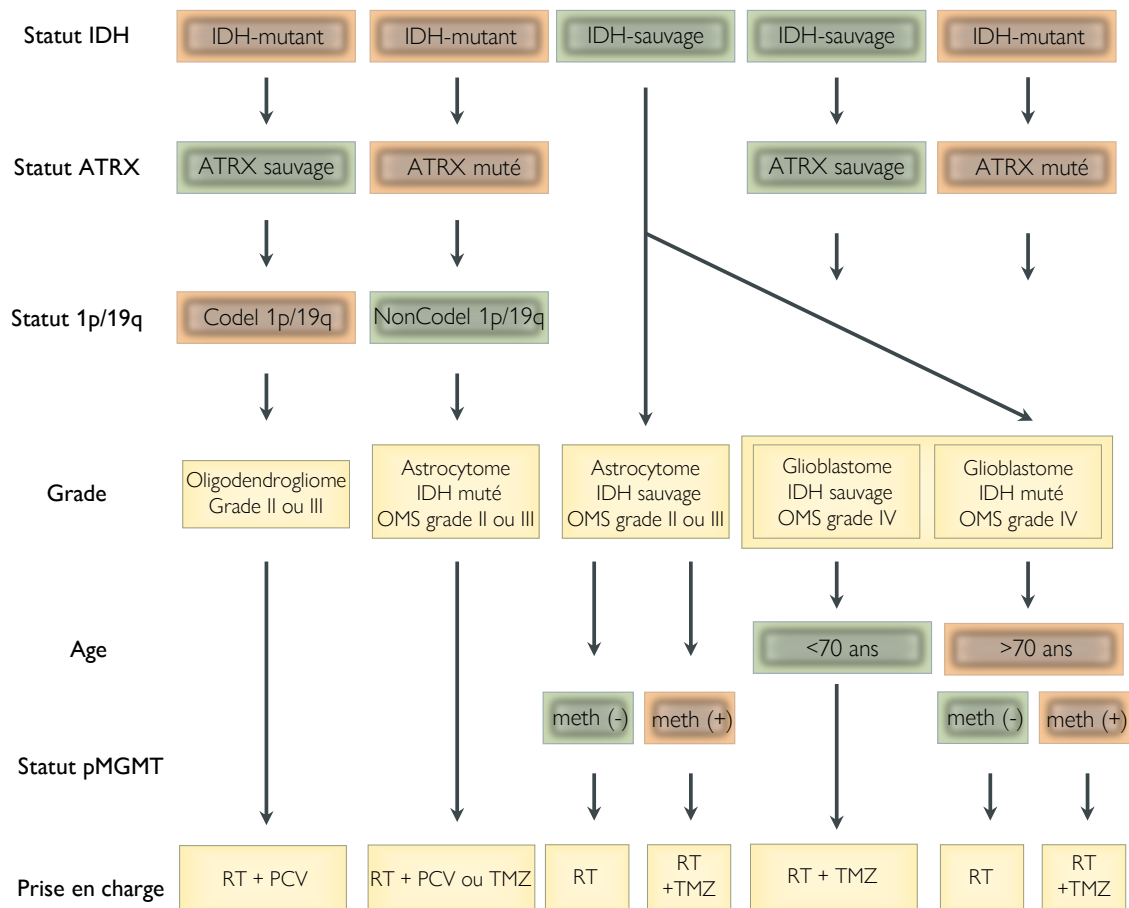 Statut IDH
IDH-mutant
IDH-mutant
IDH-sauvage
IDH-sauvage
IDH-mutant
Statut ATRX
ATRX sauvage
ATRX muté
ATRX sauvage
ATRX muté
Statut 1p/19q
Codel 1p/19q
NonCodel 1p/19q
Grade
Oligodendrogliome
Grade II ou III
Astrocytome
IDH muté
OMS grade II ou III
Astrocytome
IDH sauvage
OMS grade II ou III
Glioblastome
IDH sauvage
OMS grade IV
Glioblastome
IDH muté
OMS grade IV
Age
<70 ans
>70 ans
Statut pMGMT
meth (-)
meth (+)
meth (-)
meth (+)
Prise en charge
RT + PCV
RT + PCV ou TMZ
RT
RT
+TMZ
RT + TMZ
RT
RT
+TMZ